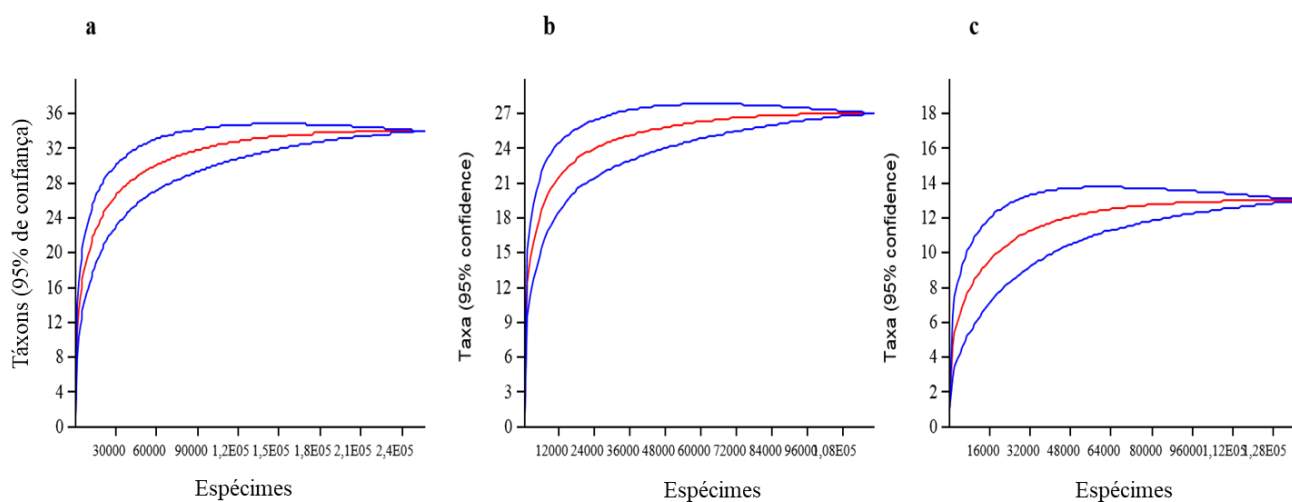 a
b
c
Táxons (95% de confiança)
36
32
28
24
20
16
12
8
4
0
30000 60000 90000 1,2E05 1,5E05 1,8E05 2,1E05 2,4E05
Espécimes
Taxa (95% confidence)
27
24
21
18
15
12
9
6
3
0
12000 24000 36000 48000 60000 72000 84000 96000 1,08E05
Espécimes
Taxa (95% confidence)
18
16
14
12
10
8
6
4
2
0
16000 32000 48000 64000 80000 96000 1,12E05 1,28E05
Espécimes